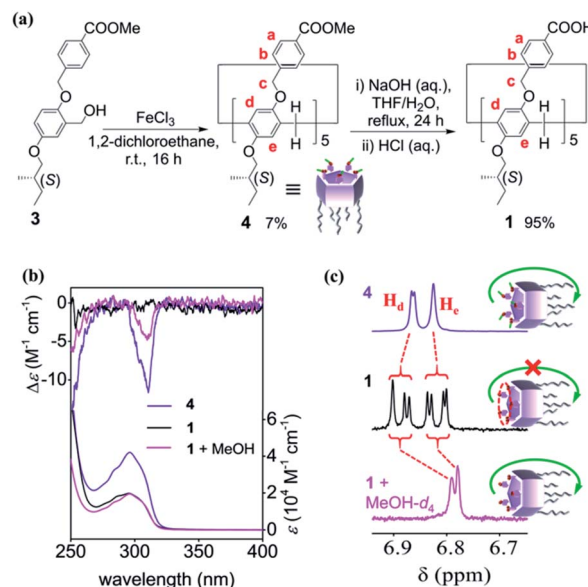 (a)
COOMe
O
OH
O
(S)
3
FeCl3
1,2-dichloroethane,
r.t., 16 h
COOMe
a
b
c
O
d
H
H
5
e
O
(S)
≡
4 7%
i) NaOH (aq.),
THF/H2O,
reflux, 24 h
ii) HCl (aq.)
COOH
a
b
c
O
d
H
H
5
e
O
(S)
1 95%
(b)
0
-5
-10
Δε (M-1 cm-1)
4
1
1 + MeOH
6
4
2
0
ε (10^4 M-1 cm-1)
250 300 350 400
wavelength (nm)
(c)
4
Hd
He
1
1 +
MeOH-d4
6.9 6.8 6.7
δ (ppm)